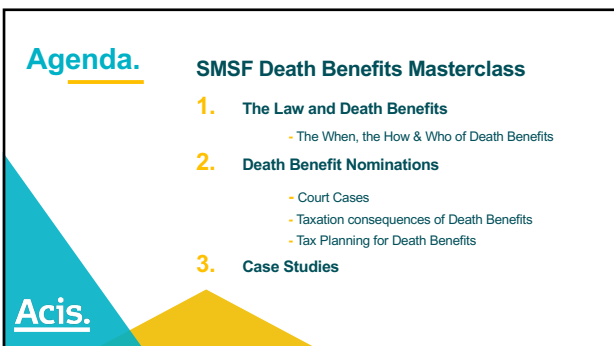 Agenda.
SMSF Death Benefits Masterclass
1. The Law and Death Benefits
- The When, the How & Who of Death Benefits
2. Death Benefit Nominations
- Court Cases
- Taxation consequences of Death Benefits
- Tax Planning for Death Benefits
3. Case Studies
Acis.